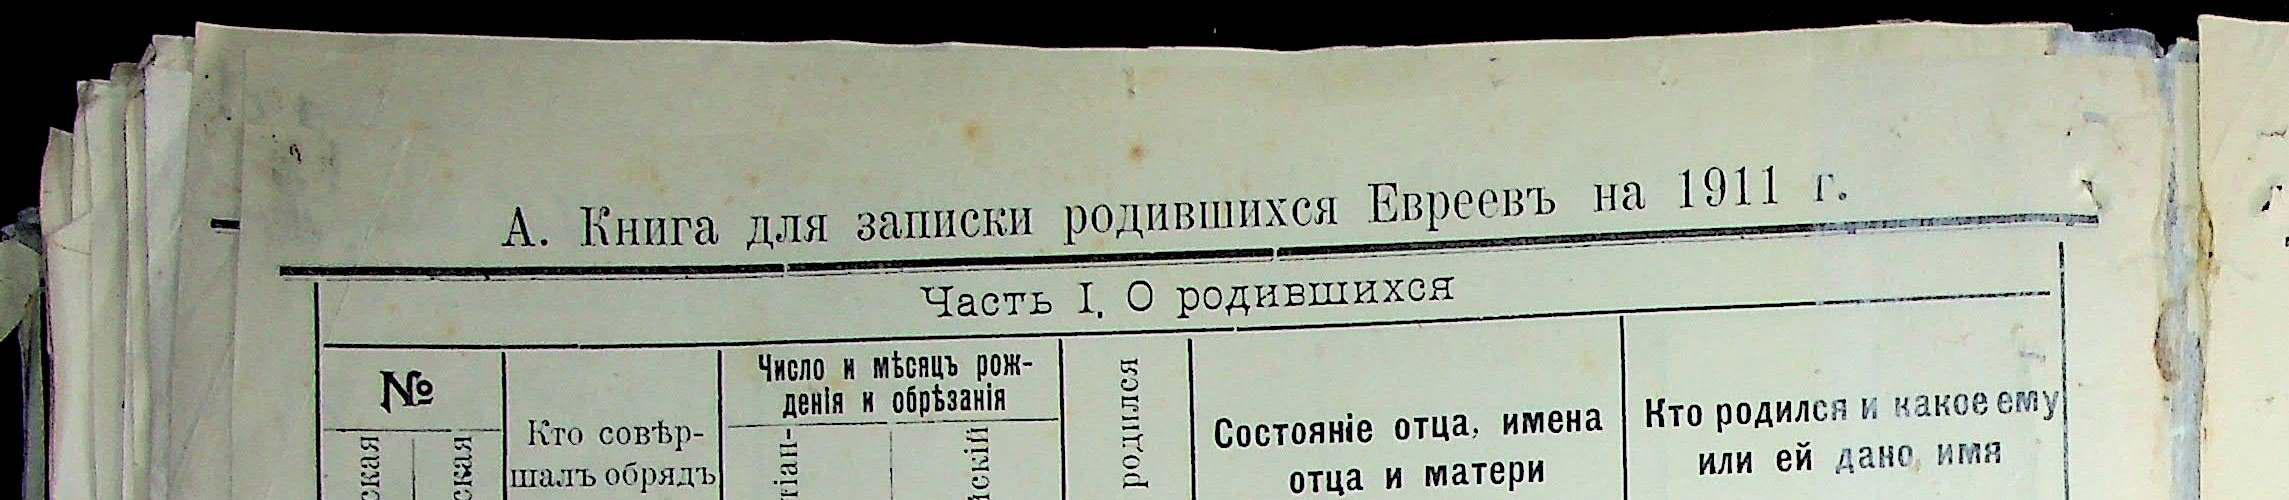 А. Книга для записки родившихся Евреевъ на 1911 г.
Часть I. О родившихся
№
Кто совѣр-
шалъ обрядъ
Число и мѣсяцъ рож-
денія и обрѣзанія
родился
Состояніе отца, имена
отца и матери
Кто родился и какое ему
или ей дано имя